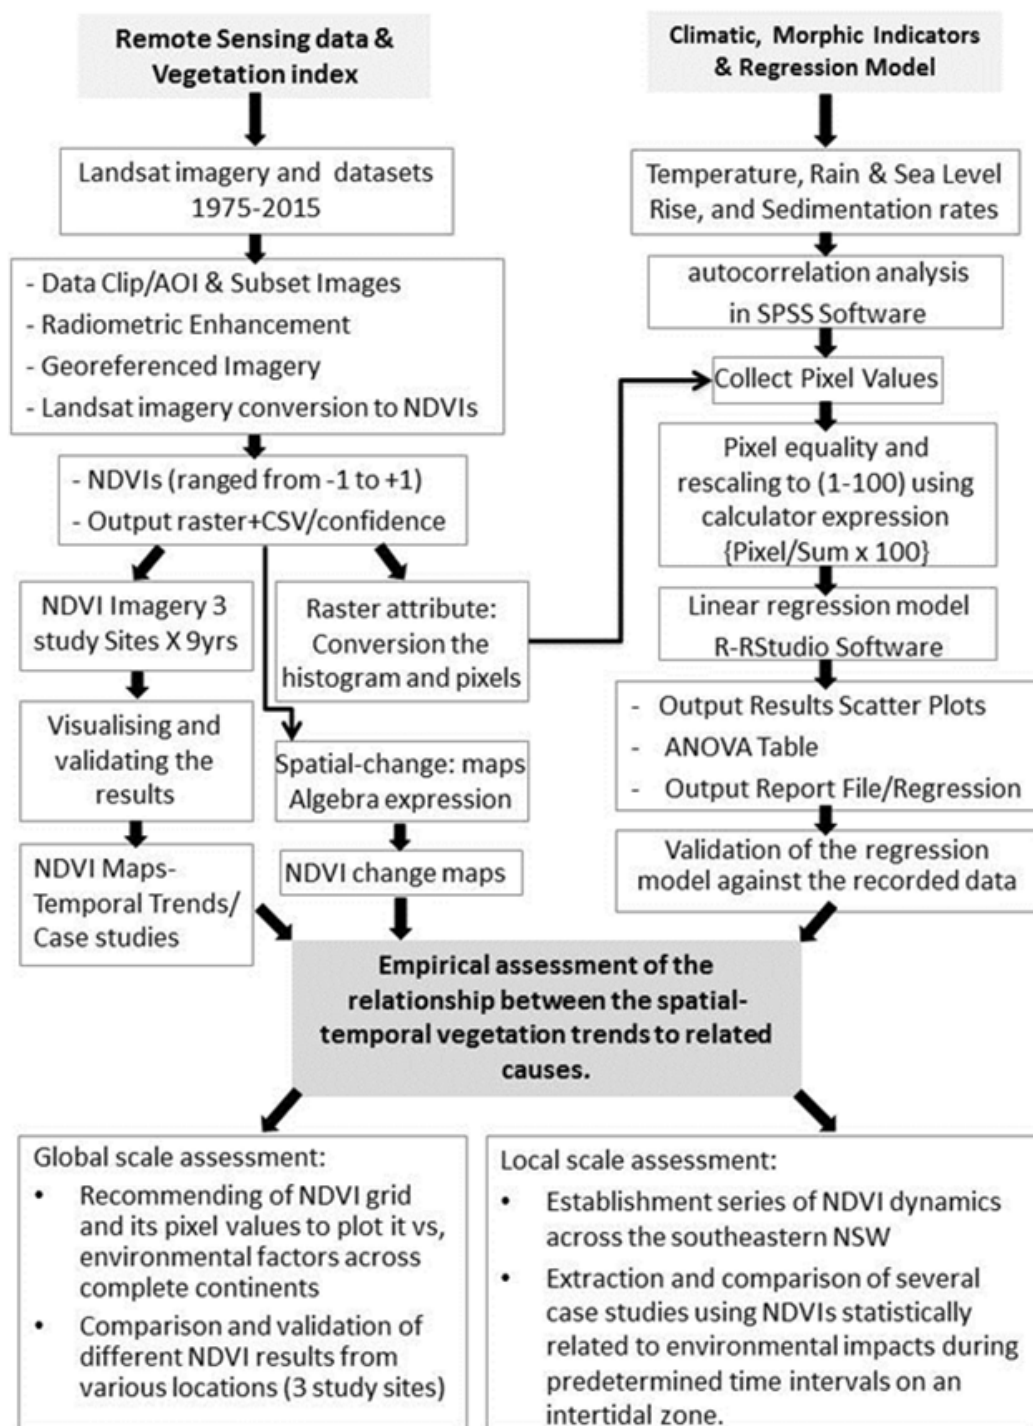 Remote Sensing data &
Vegetation index
Landsat imagery and datasets
1975-2015
- Data Clip/AOI & Subset Images
- Radiometric Enhancement
- Georeferenced Imagery
- Landsat imagery conversion to NDVIs
- NDVIs (ranged from -1 to +1)
- Output raster+CSV/confidence
NDVI Imagery 3
study Sites X 9yrs
Visualising and
validating the
results
NDVI Maps-
Temporal Trends/
Case studies
Raster attribute:
Conversion the
histogram and pixels
Spatial-change: maps
Algebra expression
NDVI change maps
Climatic, Morphic Indicators
& Regression Model
Temperature, Rain & Sea Level
Rise, and Sedimentation rates
autocorrelation analysis
in SPSS Software
Collect Pixel Values
Pixel equality and
rescaling to (1-100) using
calculator expression
{Pixel/Sum x 100}
Linear regression model
R-RStudio Software
- Output Results Scatter Plots
- ANOVA Table
- Output Report File/Regression
Validation of the regression
model against the recorded data
Empirical assessment of the
relationship between the spatial-
temporal vegetation trends to related
causes.
Global scale assessment:
• Recommending of NDVI grid
and its pixel values to plot it vs,
environmental factors across
complete continents
• Comparison and validation of
different NDVI results from
various locations (3 study sites)
Local scale assessment:
• Establishment series of NDVI dynamics
across the southeastern NSW
• Extraction and comparison of several
case studies using NDVIs statistically
related to environmental impacts during
predetermined time intervals on an
intertidal zone.